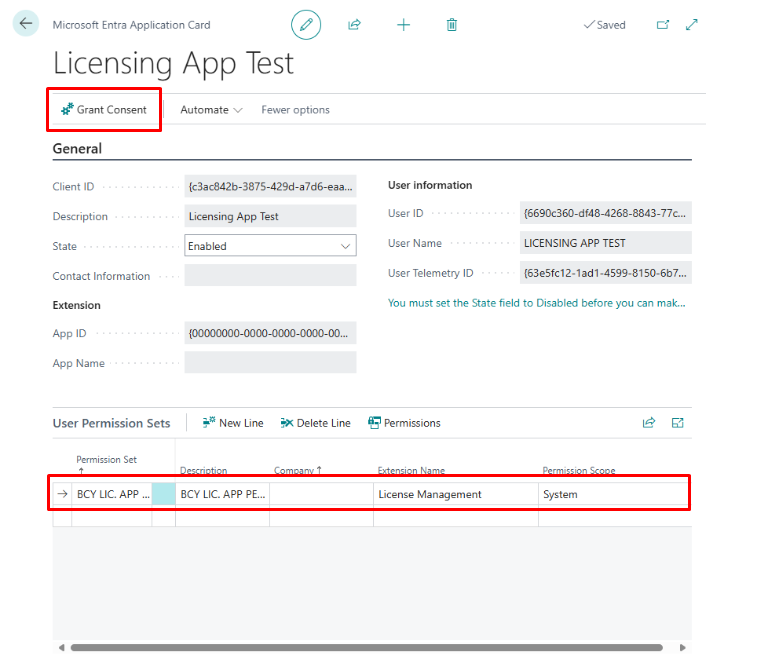 Microsoft Entra Application Card
Saved
Licensing App Test
Grant Consent
Automate
Fewer options
General
Client ID
{c3ac842b-3875-429d-a7d6-eaa...
Description
Licensing App Test
State
Enabled
Contact Information
Extension
App ID
{00000000-0000-0000-0000-00...
App Name
User information
User ID
{6690c360-df48-4268-8843-77c...
User Name
LICENSING APP TEST
User Telemetry ID
{63e5fc12-1ad1-4599-8150-6b7...
You must set the State field to Disabled before you can mak...
User Permission Sets
New Line
Delete Line
Permissions
Permission Set ↑
Description
Company ↑
Extension Name
Permission Scope
BCY LIC. APP ...
BCY LIC. APP PE...
License Management
System